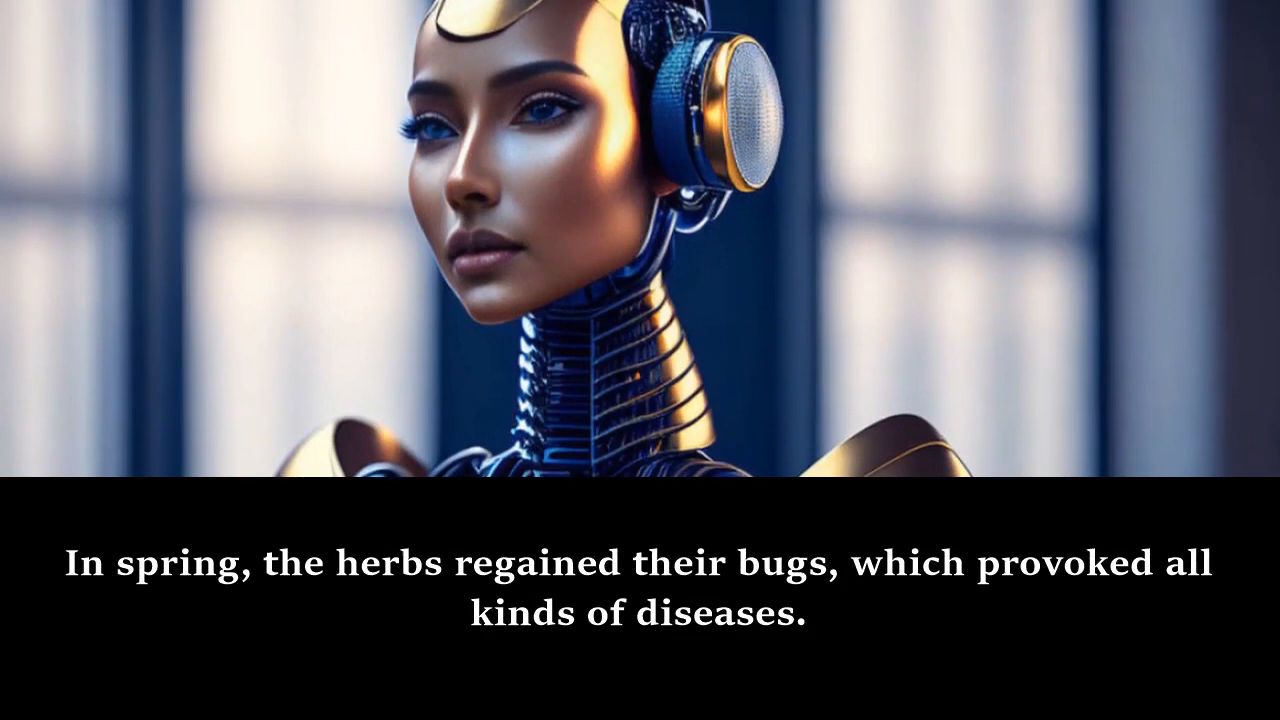 In spring, the herbs regained their bugs, which provoked all
kinds of diseases.